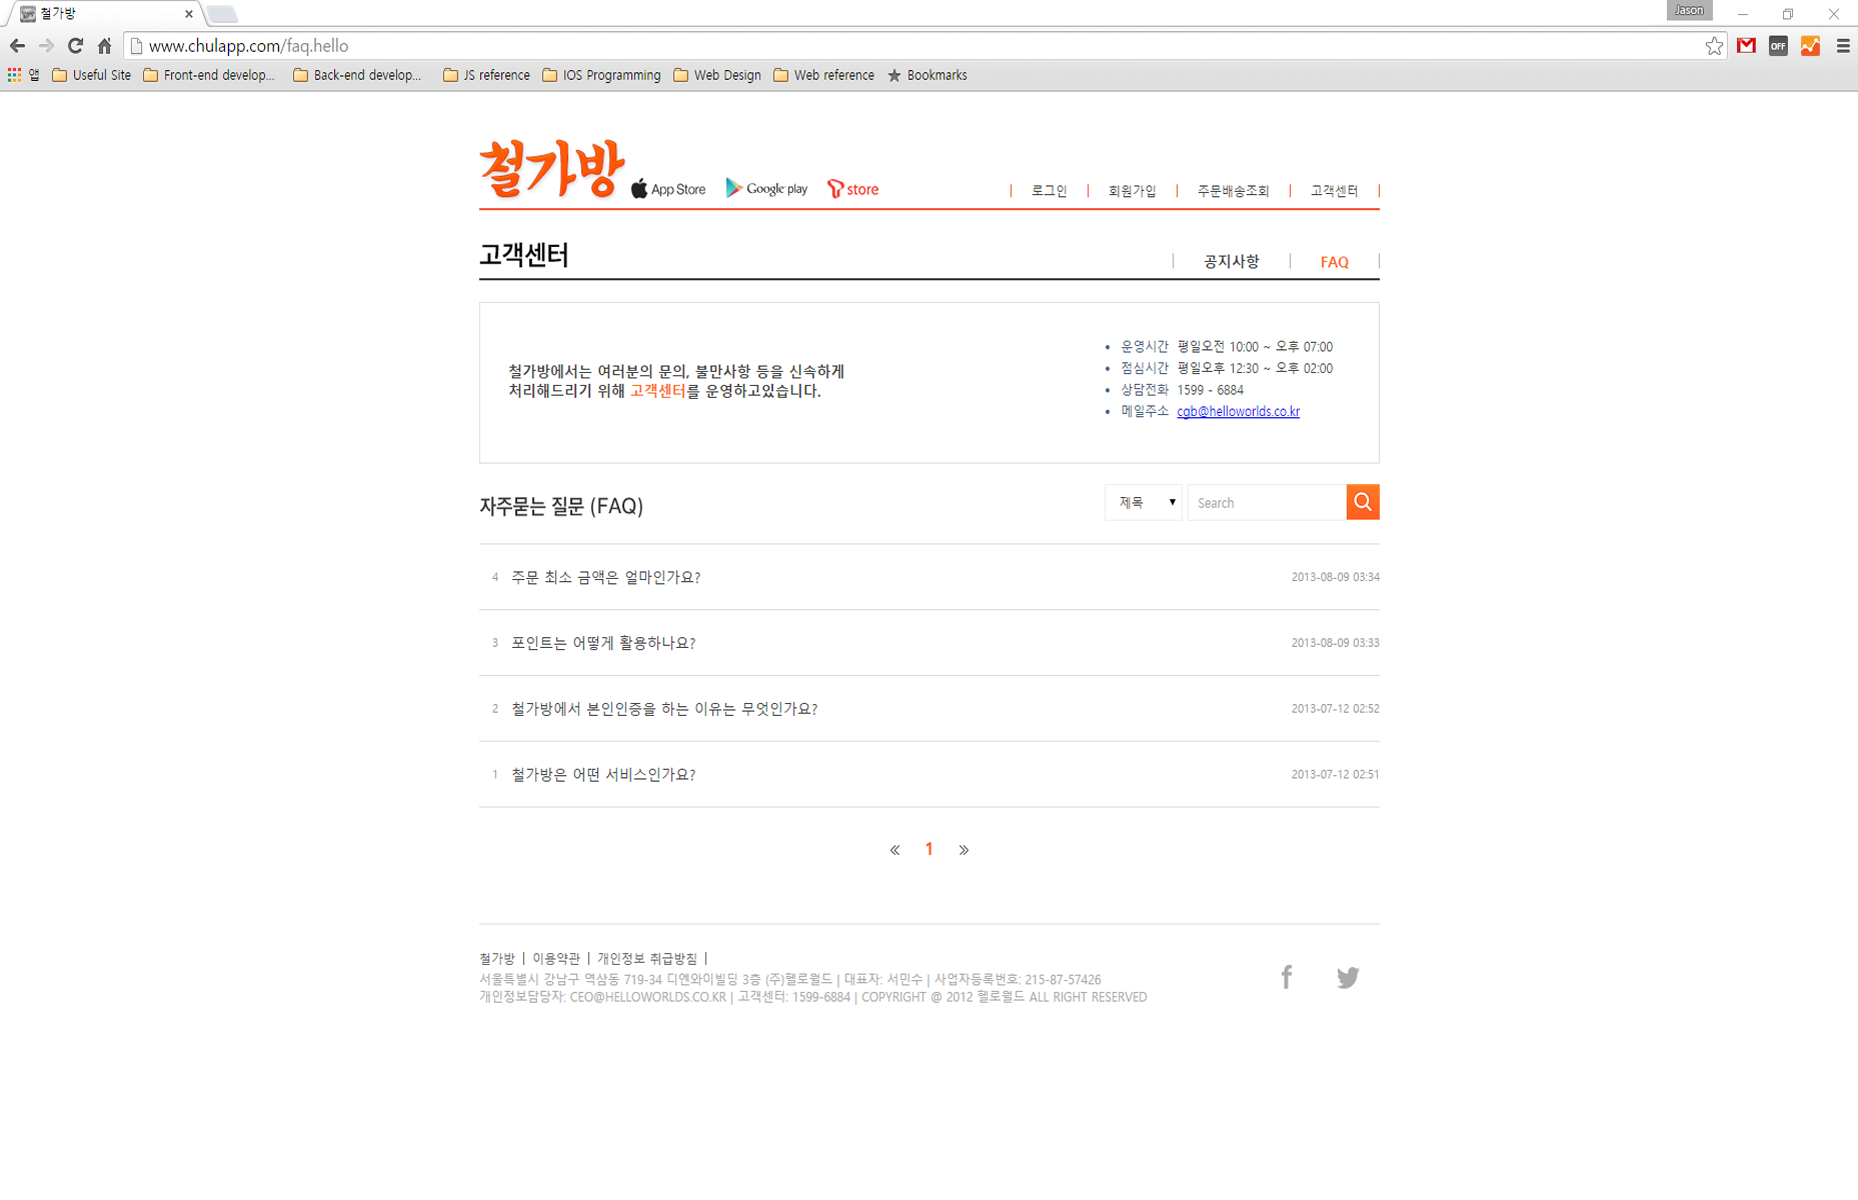 철가방
Jason
www.chulapp.com/faq.hello
OFF
앱 Useful Site Front-end develop... Back-end develop... JS reference IOS Programming Web Design Web reference Bookmarks
철가방 App Store Google play T store
| 로그인 | 회원가입 | 주문배송조회 | 고객센터 |
고객센터
| 공지사항 | FAQ |
철가방에서는 여러분의 문의, 불만사항 등을 신속하게
처리해드리기 위해 고객센터를 운영하고있습니다.
• 운영시간 평일오전 10:00 ~ 오후 07:00
• 점심시간 평일오후 12:30 ~ 오후 02:00
• 상담전화 1599 - 6884
• 메일주소 cgb@helloworlds.co.kr
자주묻는 질문 (FAQ)
제목 Search
4 주문 최소 금액은 얼마인가요? 2013-08-09 03:34
3 포인트는 어떻게 활용하나요? 2013-08-09 03:33
2 철가방에서 본인인증을 하는 이유는 무엇인가요? 2013-07-12 02:52
1 철가방은 어떤 서비스인가요? 2013-07-12 02:51
« 1 »
철가방 | 이용약관 | 개인정보 취급방침 |
서울특별시 강남구 역삼동 719-34 디엔와이빌딩 3층 (주)헬로월드 | 대표자: 서민수 | 사업자등록번호: 215-87-57426
개인정보담당자: CEO@HELLOWORLDS.CO.KR | 고객센터: 1599-6884 | COPYRIGHT @ 2012 헬로월드 ALL RIGHT RESERVED